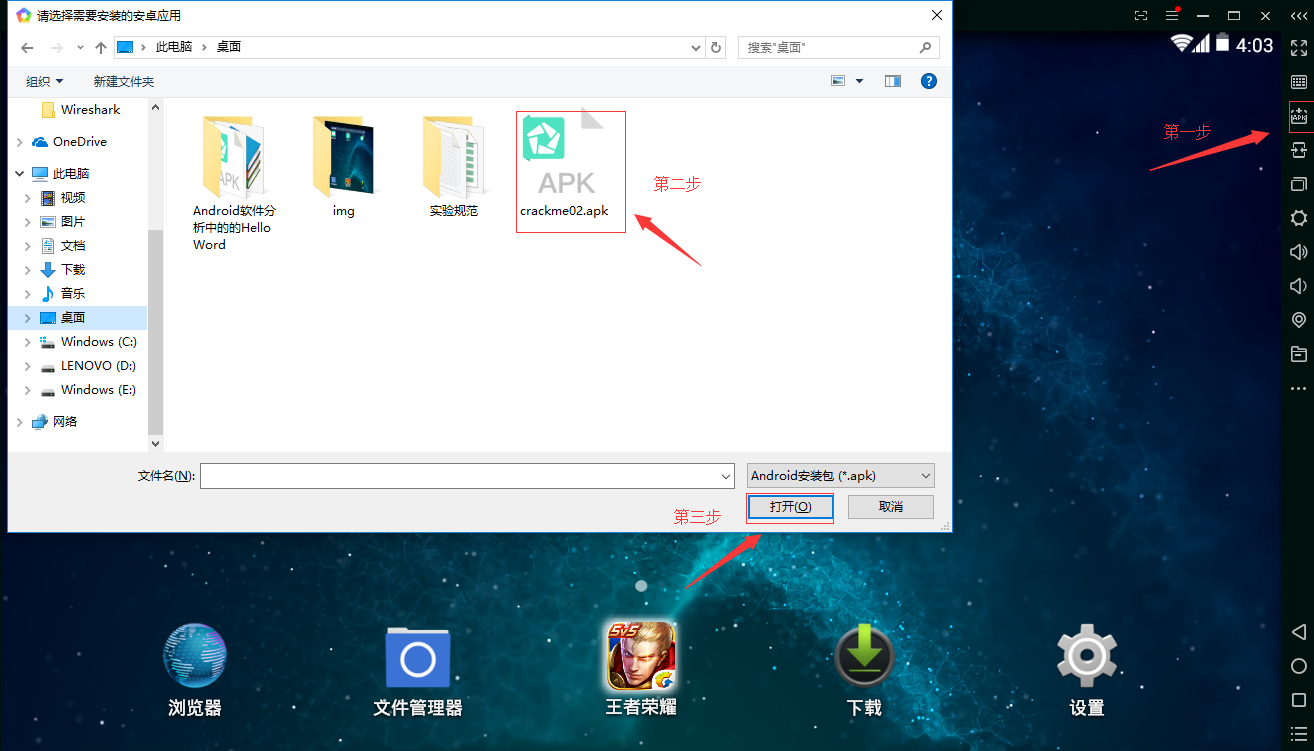 请选择需要安装的安卓应用
此电脑
桌面
搜索"桌面"
4:03
组织
新建文件夹
Wireshark
OneDrive
此电脑
视频
图片
文档
下载
音乐
桌面
Windows (C:)
LENOVO (D:)
Windows (E:)
网络
APK
Android软件分
析中的的Hello
Word
img
实验规范
APK
crackme02.apk
第二步
第一步
APK
文件名(N):
Android安装包 (*.apk)
打开(O)
取消
第三步
浏览器
文件管理器
5V5
王者荣耀
下载
设置